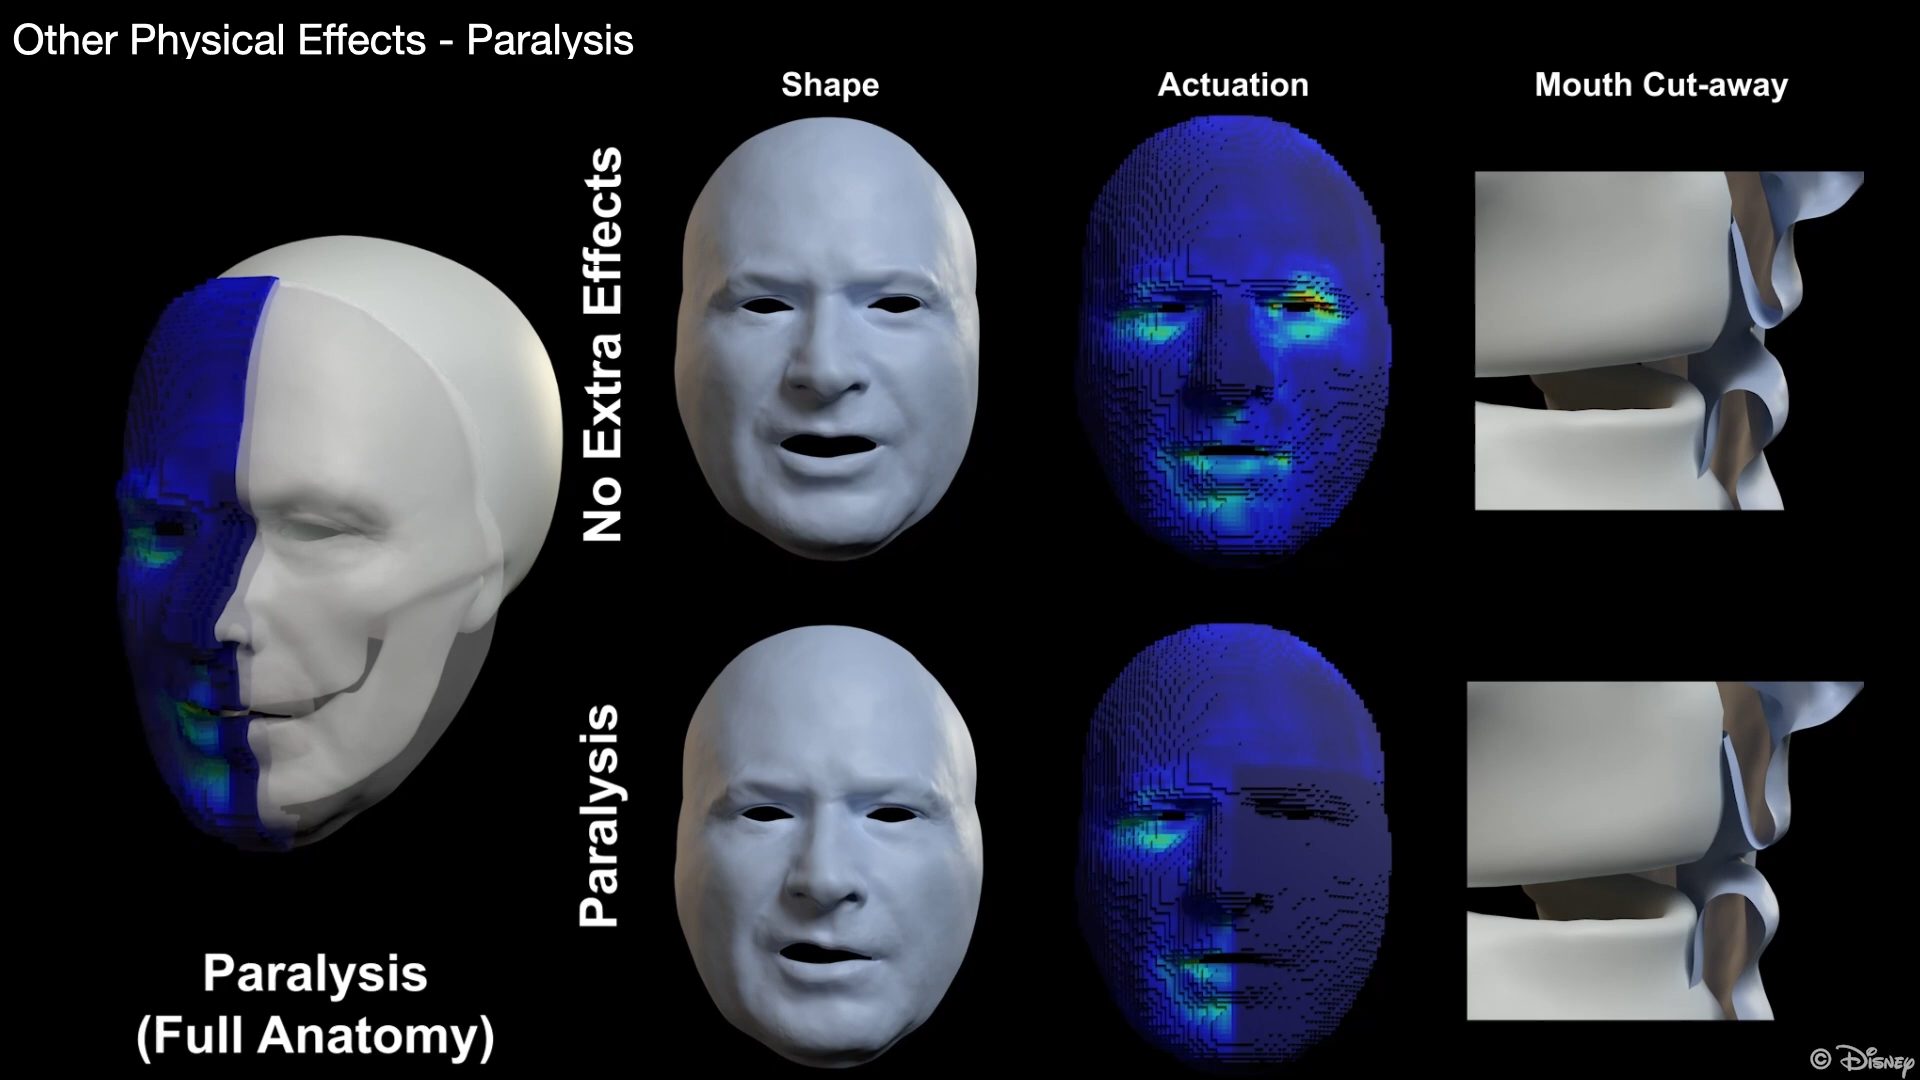 Other Physical Effects - Paralysis
Shape
Actuation
Mouth Cut-away
No Extra Effects
Paralysis
Paralysis
(Full Anatomy)
© Disney